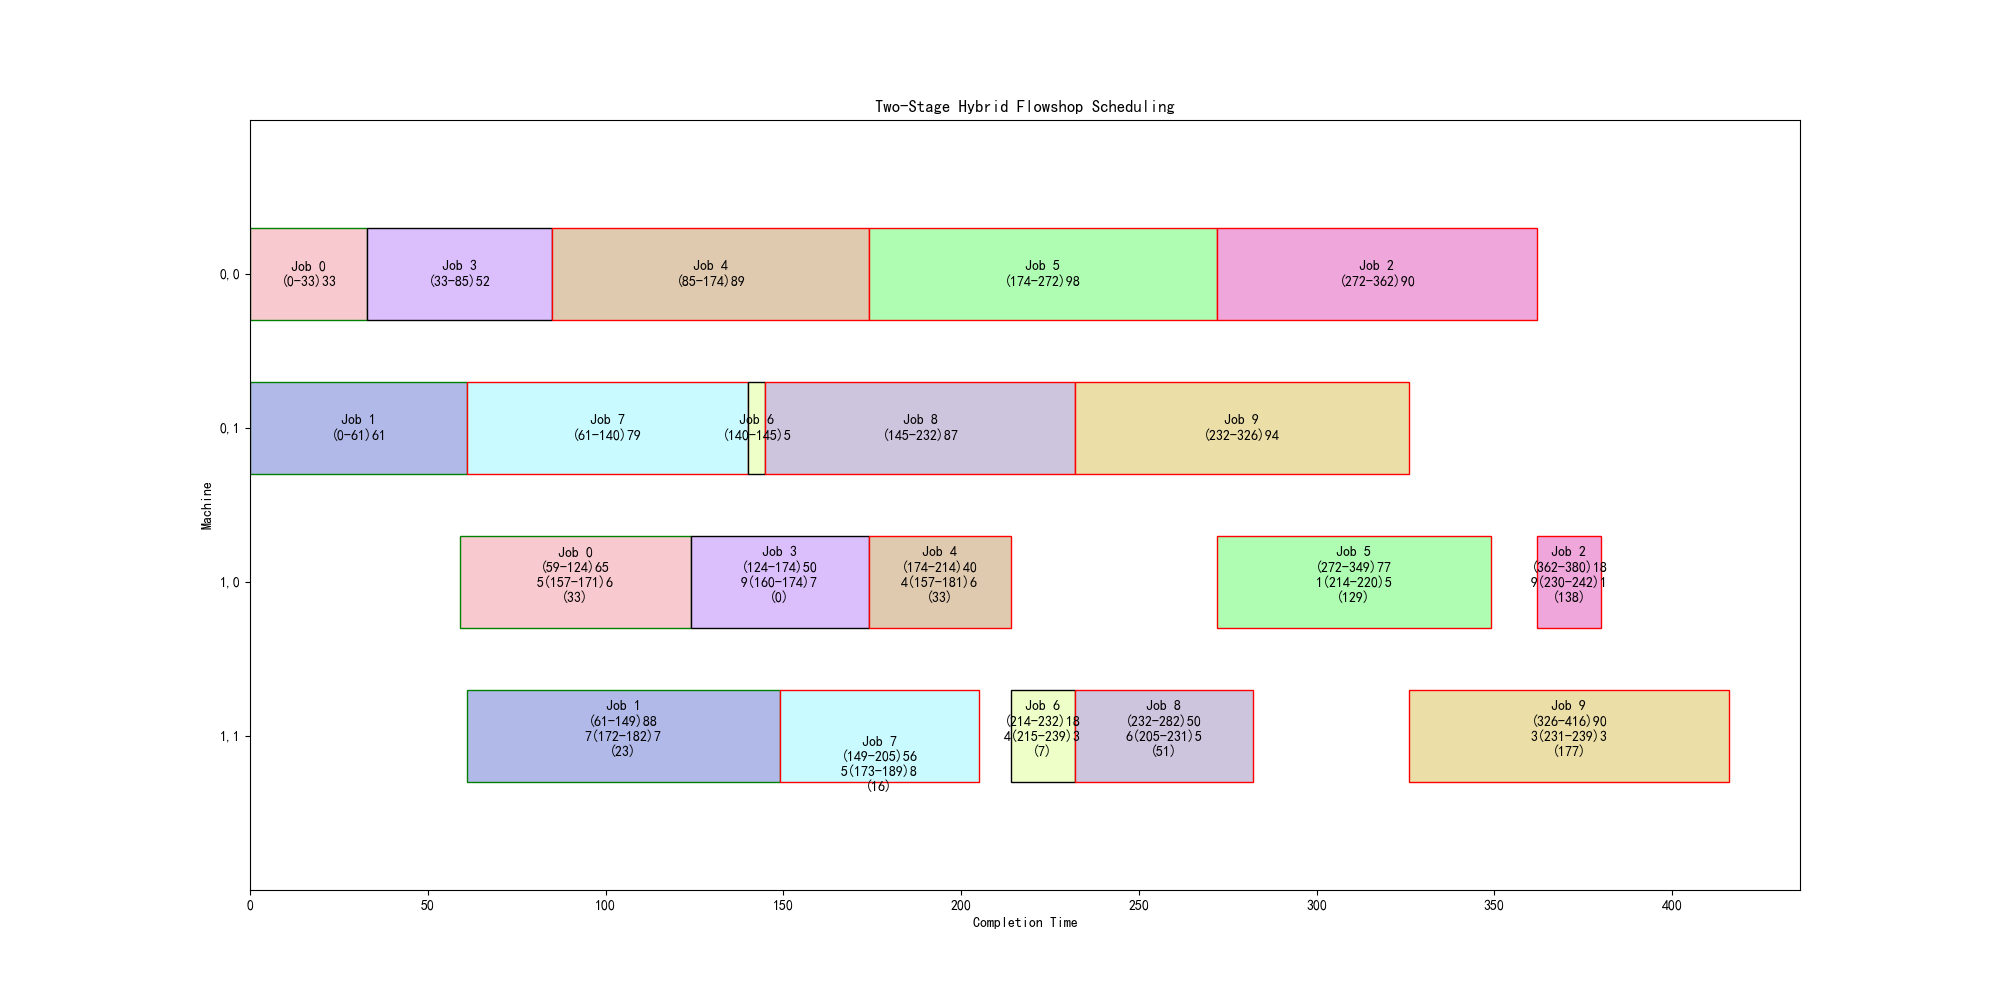 Two-Stage Hybrid Flowshop Scheduling
Machine
0,0
Job 0
(0-33)33
Job 3
(33-85)52
Job 4
(85-174)89
Job 5
(174-272)98
Job 2
(272-362)90
0,1
Job 1
(0-61)61
Job 7
(61-140)79
Job 6
(140-145)5
Job 8
(145-232)87
Job 9
(232-326)94
1,0
Job 0
(59-124)65
5(157-171)6
(33)
Job 3
(124-174)50
9(160-174)7
(0)
Job 4
(174-214)40
4(157-181)6
(33)
Job 5
(272-349)77
1(214-220)5
(129)
Job 2
(362-380)18
9(230-242)1
(138)
1,1
Job 1
(61-149)88
7(172-182)7
(23)
Job 7
(149-205)56
5(173-189)8
(16)
Job 6
(214-232)18
4(215-239)3
(7)
Job 8
(232-282)50
6(205-231)5
(51)
Job 9
(326-416)90
3(231-239)3
(177)
0 50 100 150 200 250 300 350 400
Completion Time